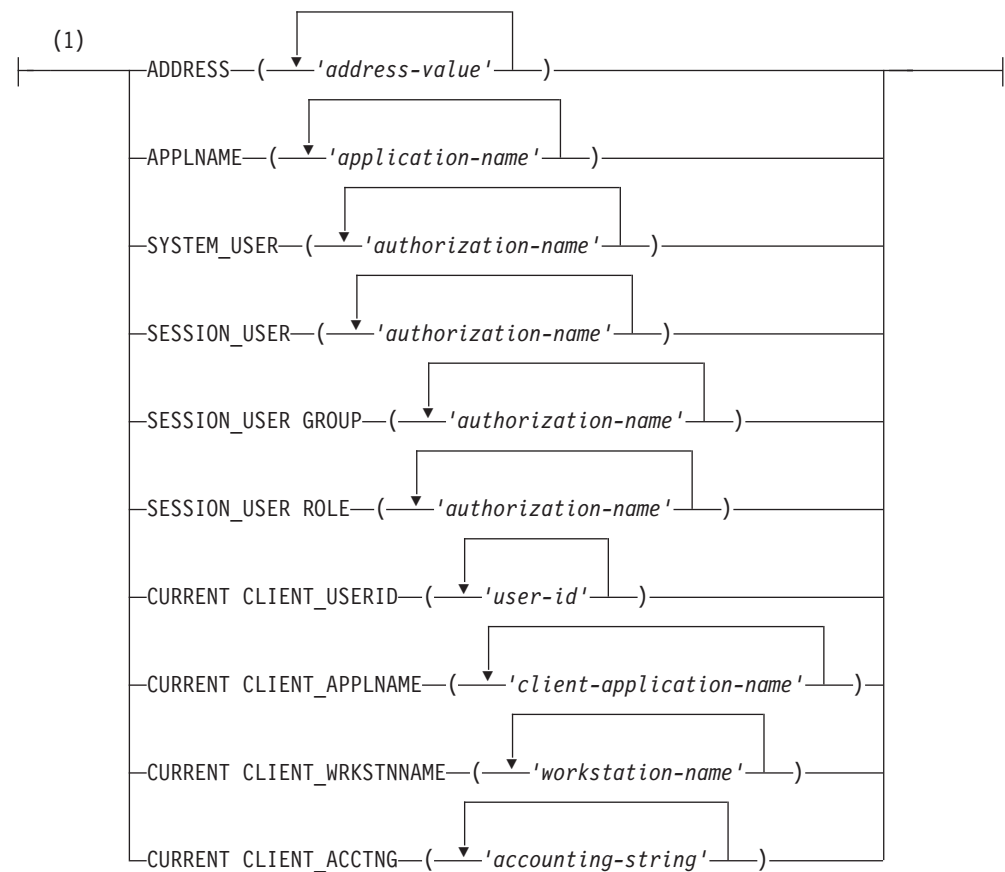 (1)
ADDRESS ( 'address-value' )
APPLNAME ( 'application-name' )
SYSTEM_USER ( 'authorization-name' )
SESSION_USER ( 'authorization-name' )
SESSION_USER GROUP ( 'authorization-name' )
SESSION_USER ROLE ( 'authorization-name' )
CURRENT CLIENT_USERID ( 'user-id' )
CURRENT CLIENT_APPLNAME ( 'client-application-name' )
CURRENT CLIENT_WRKSTNNAME ( 'workstation-name' )
CURRENT CLIENT_ACCTNG ( 'accounting-string' )